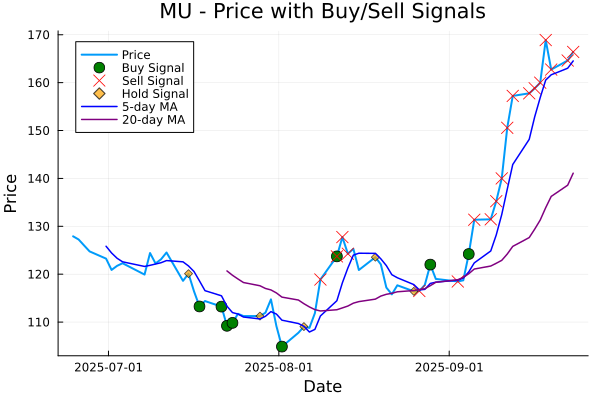 MU - Price with Buy/Sell Signals
170
160
150
140
130
120
110
Price
Price
Buy Signal
Sell Signal
Hold Signal
5-day MA
20-day MA
2025-07-01
2025-08-01
2025-09-01
Date